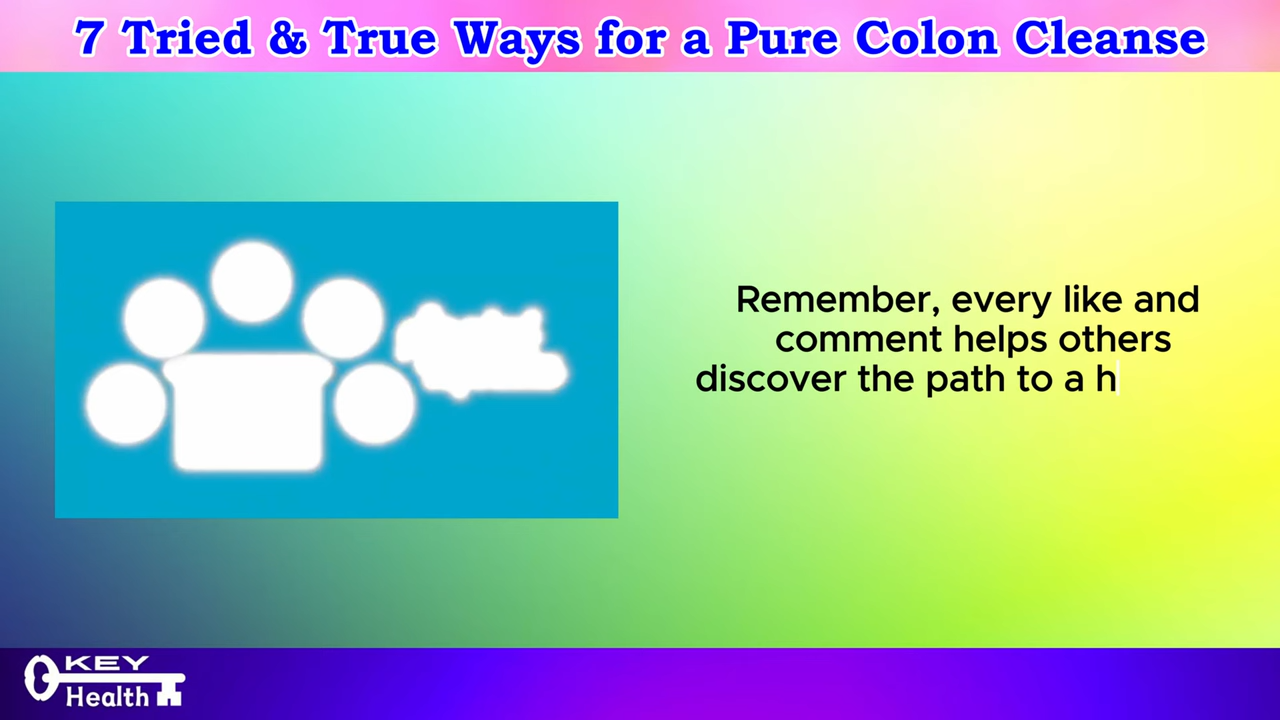 7 Tried & True Ways for a Pure Colon Cleanse
Remember, every like and
comment helps others
discover the path to a h
KEY
Health